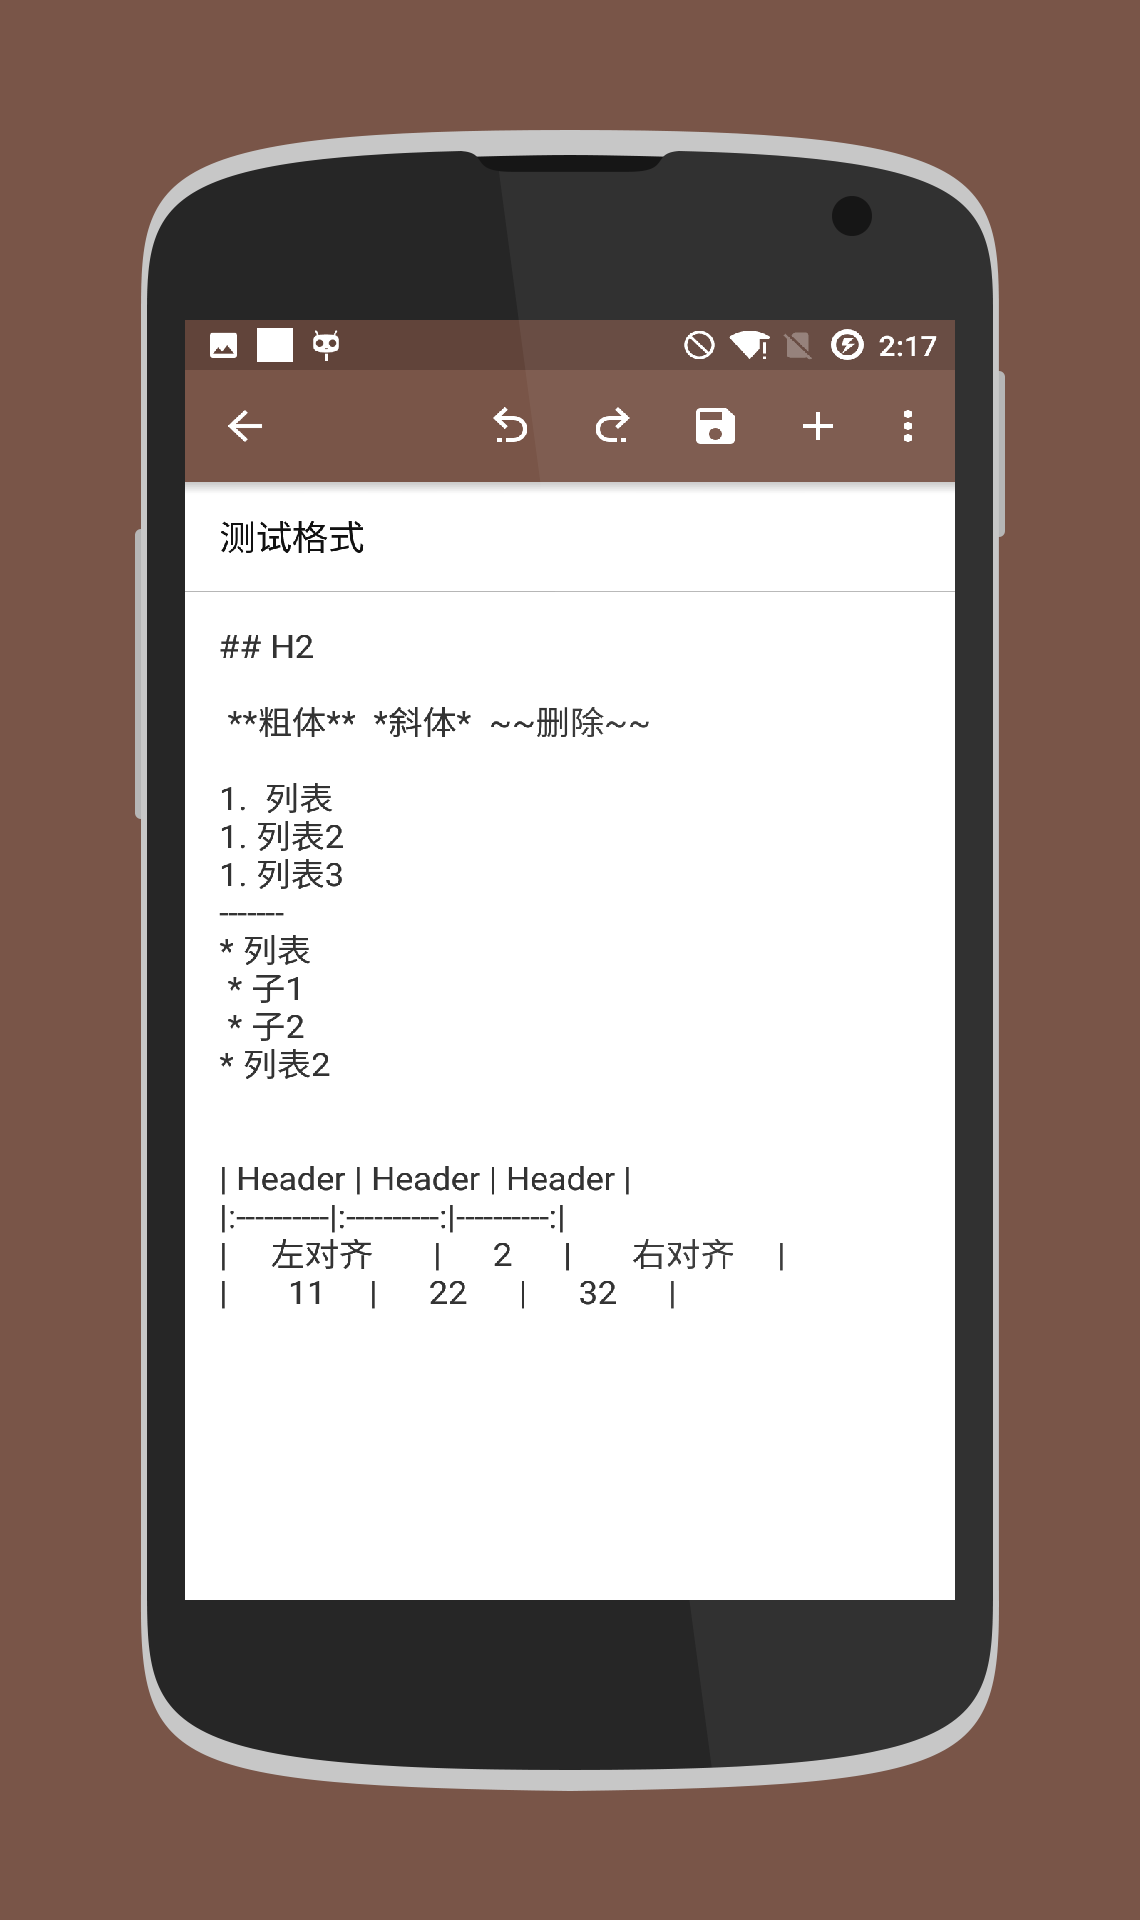 2:17
测试格式
## H2
**粗体** *斜体* ~~删除~~
1. 列表
1. 列表2
1. 列表3
-------
* 列表
* 子1
* 子2
* 列表2
| Header | Header | Header |
|:----------|:----------:|----------:|
| 左对齐 | 2 | 右对齐 |
| 11 | 22 | 32 |